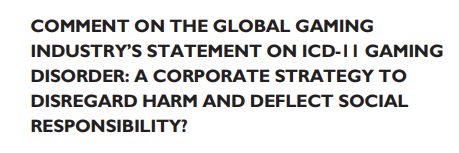 COMMENT ON THE GLOBAL GAMING
INDUSTRY’S STATEMENT ON ICD-11 GAMING
DISORDER: A CORPORATE STRATEGY TO
DISREGARD HARM AND DEFLECT SOCIAL
RESPONSIBILITY?